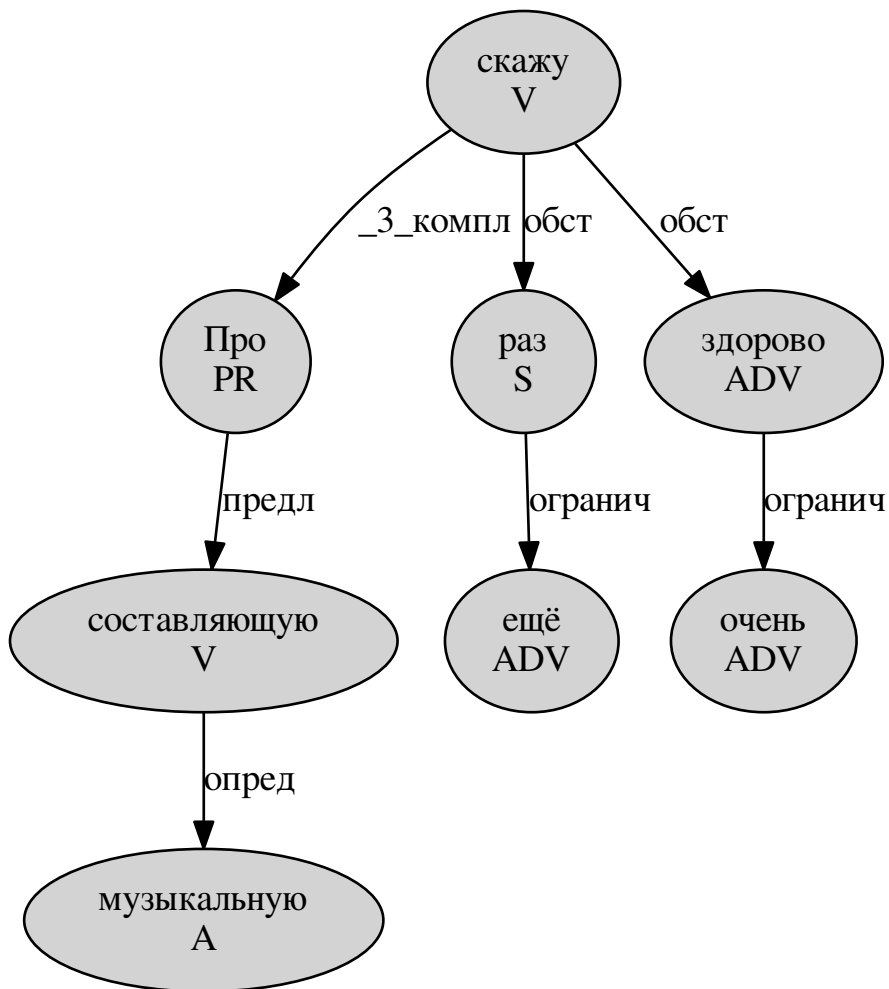 скажу
V
_3_компл
обст
обст
Про
PR
раз
S
здорово
ADV
предл
огранич
огранич
составляющую
V
ещё
ADV
очень
ADV
опред
музыкальную
A